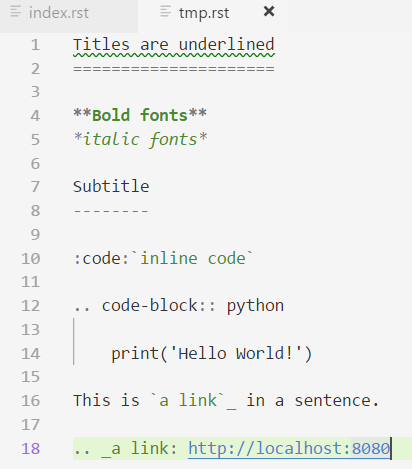 index.rst tmp.rst
1 Titles are underlined
2 =====================
3
4 **Bold fonts**
5 *italic fonts*
6
7 Subtitle
8 --------
9
10 :code:`inline code`
11
12 .. code-block:: python
13
14     print('Hello World!')
15
16 This is `a link`_ in a sentence.
17
18 .. _a link: http://localhost:8080